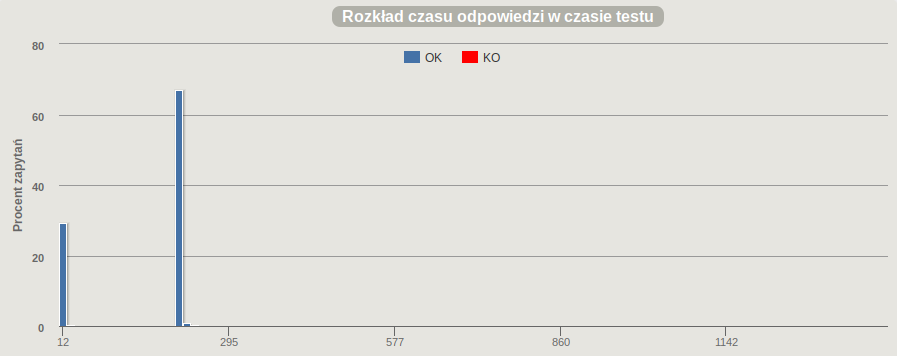 Rozkład czasu odpowiedzi w czasie testu
OK KO
Procent zapytań
80
60
40
20
0
12 295 577 860 1142